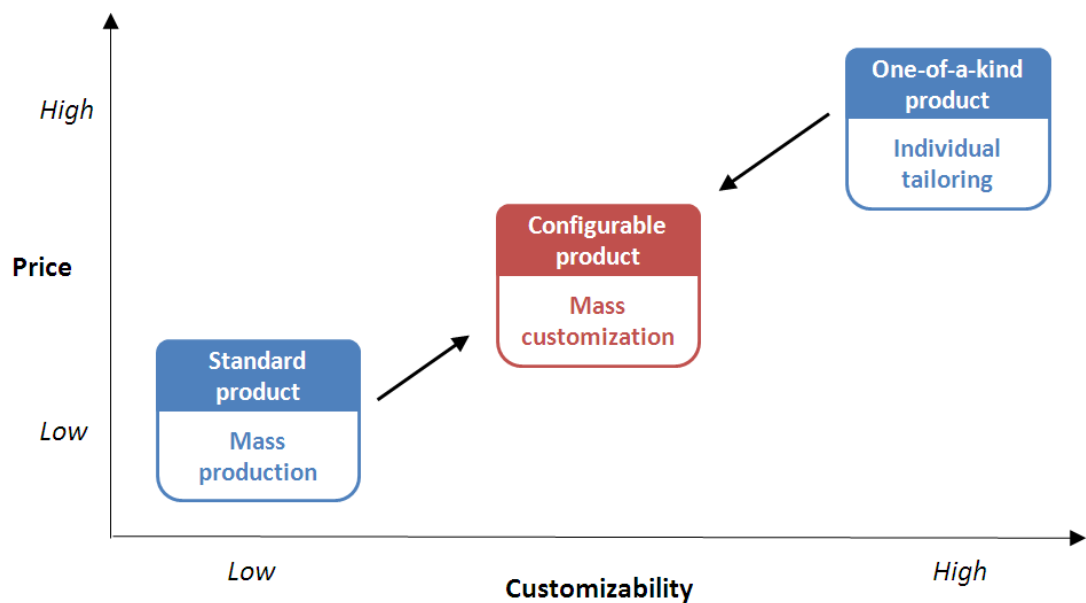 One-of-a-kind
product
High
Individual
tailoring
Configurable
product
Price
Mass
customization
Standard
product
Low
Mass
production
Low
High
Customizability